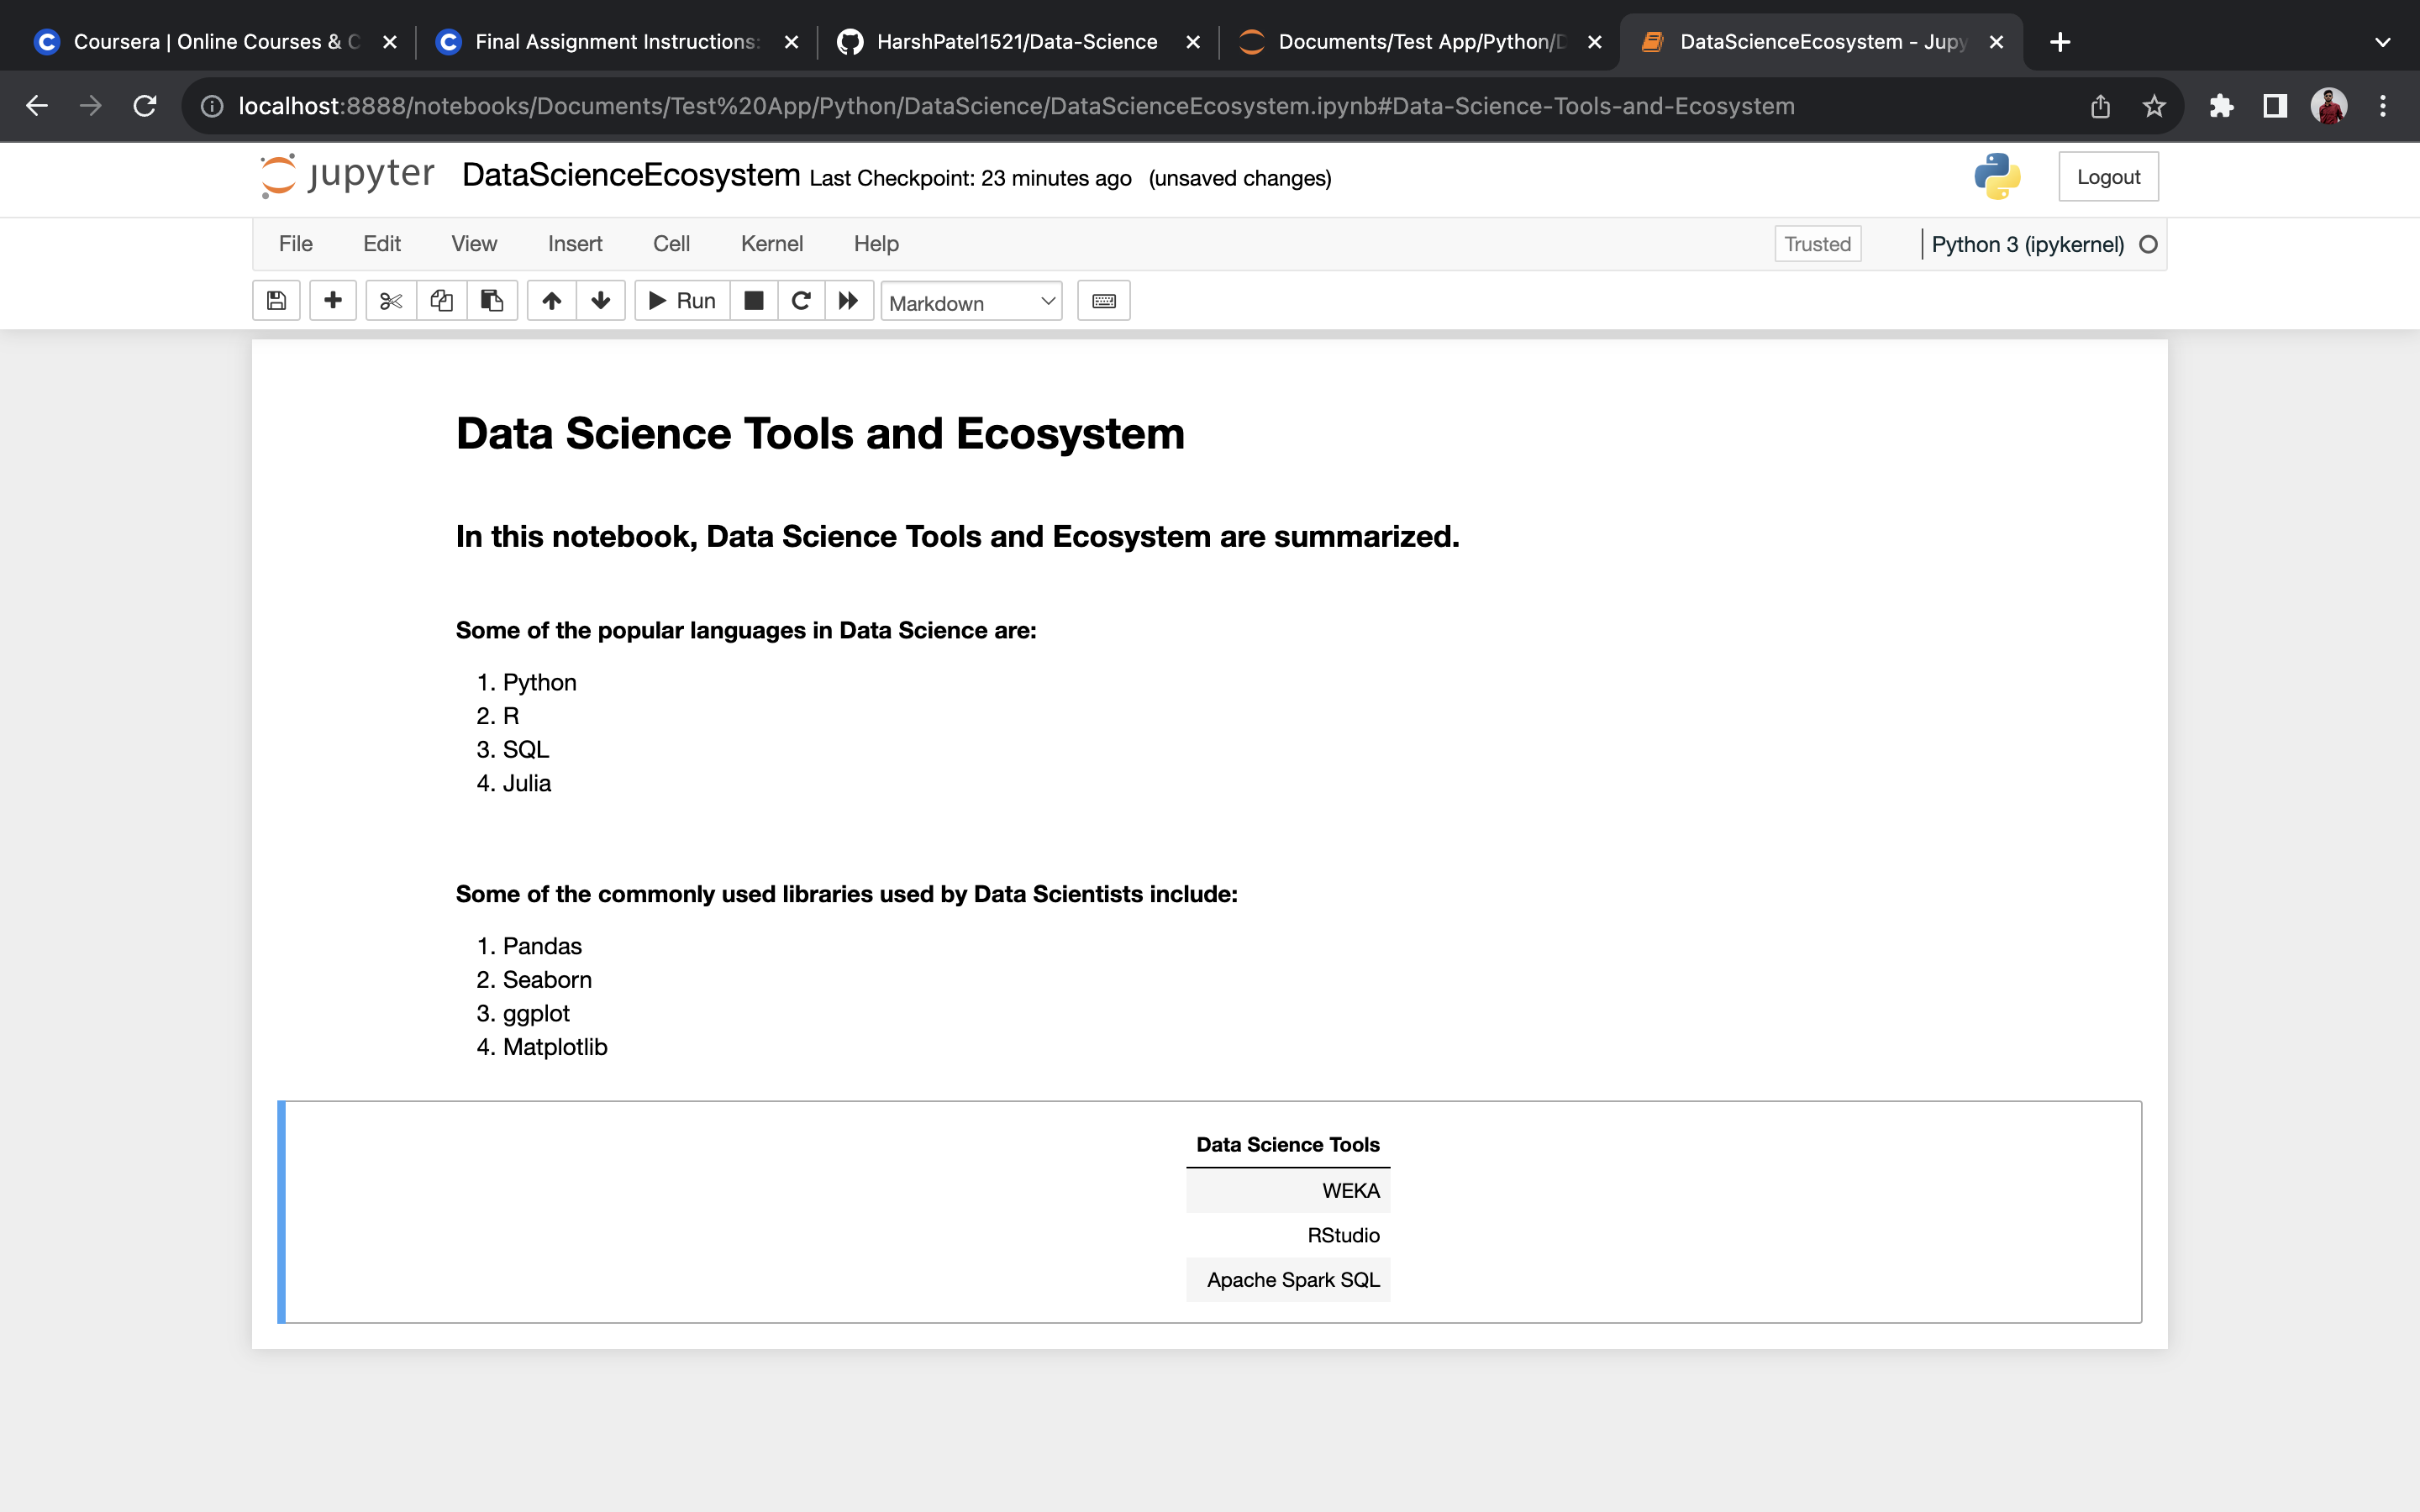 Coursera | Online Courses & C
Final Assignment Instructions:
HarshPatel1521/Data-Science
Documents/Test App/Python/D
DataScienceEcosystem - Jupy
localhost:8888/notebooks/Documents/Test%20App/Python/DataScience/DataScienceEcosystem.ipynb#Data-Science-Tools-and-Ecosystem
jupyter DataScienceEcosystem Last Checkpoint: 23 minutes ago (unsaved changes)
Logout
File Edit View Insert Cell Kernel Help
Trusted
Python 3 (ipykernel)
Run
Markdown
Data Science Tools and Ecosystem
In this notebook, Data Science Tools and Ecosystem are summarized.
Some of the popular languages in Data Science are:
1. Python
2. R
3. SQL
4. Julia
Some of the commonly used libraries used by Data Scientists include:
1. Pandas
2. Seaborn
3. ggplot
4. Matplotlib
Data Science Tools
WEKA
RStudio
Apache Spark SQL